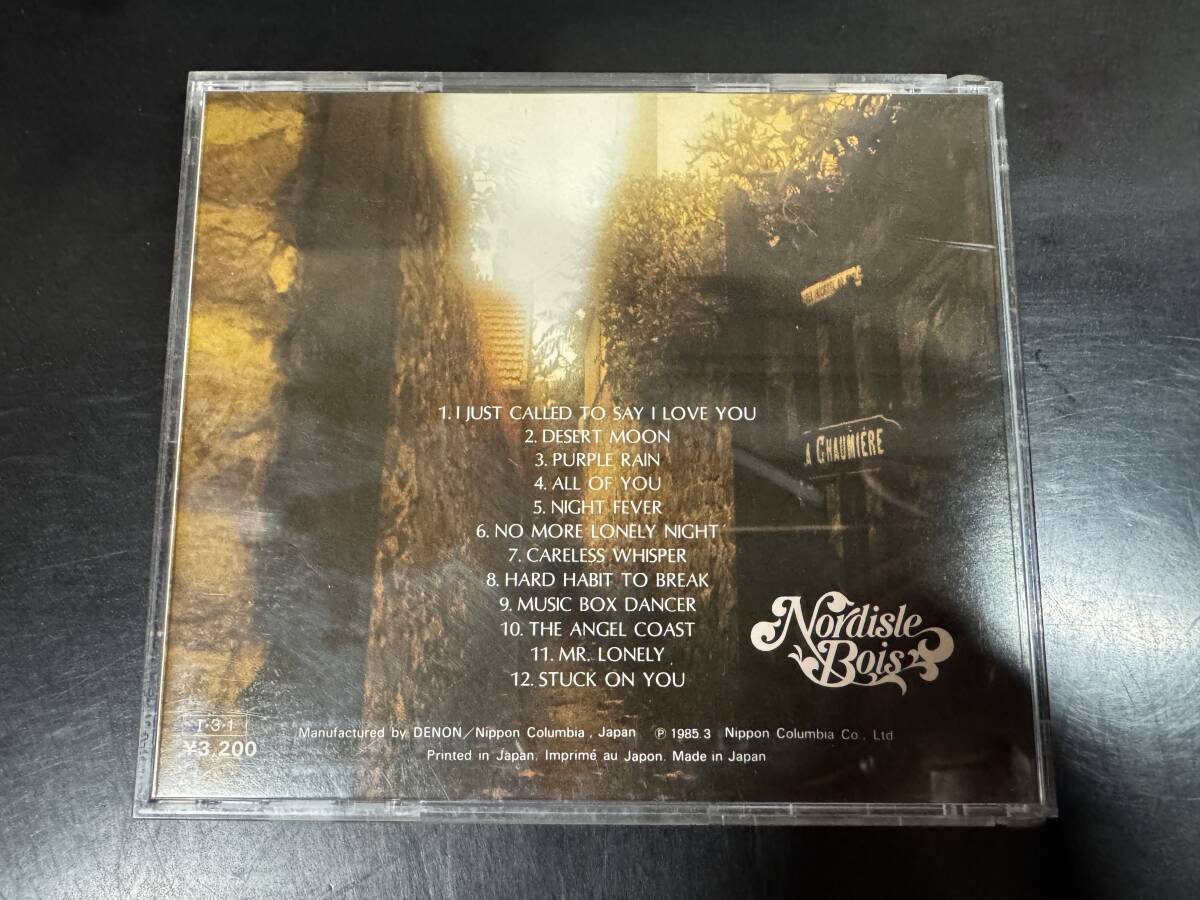 A CHAUMIÉRE
1. I JUST CALLED TO SAY I LOVE YOU
2. DESERT MOON
3. PURPLE RAIN
4. ALL OF YOU
5. NIGHT FEVER
6. NO MORE LONELY NIGHT
7. CARELESS WHISPER
8. HARD HABIT TO BREAK
9. MUSIC BOX DANCER
10. THE ANGEL COAST
11. MR. LONELY
12. STUCK ON YOU
Nordisle
Bois
I・3・1
¥3,200
Manufactured by DENON/Nippon Columbia, Japan ℗ 1985.3 Nippon Columbia Co., Ltd.
Printed in Japan. Imprimé au Japon. Made in Japan